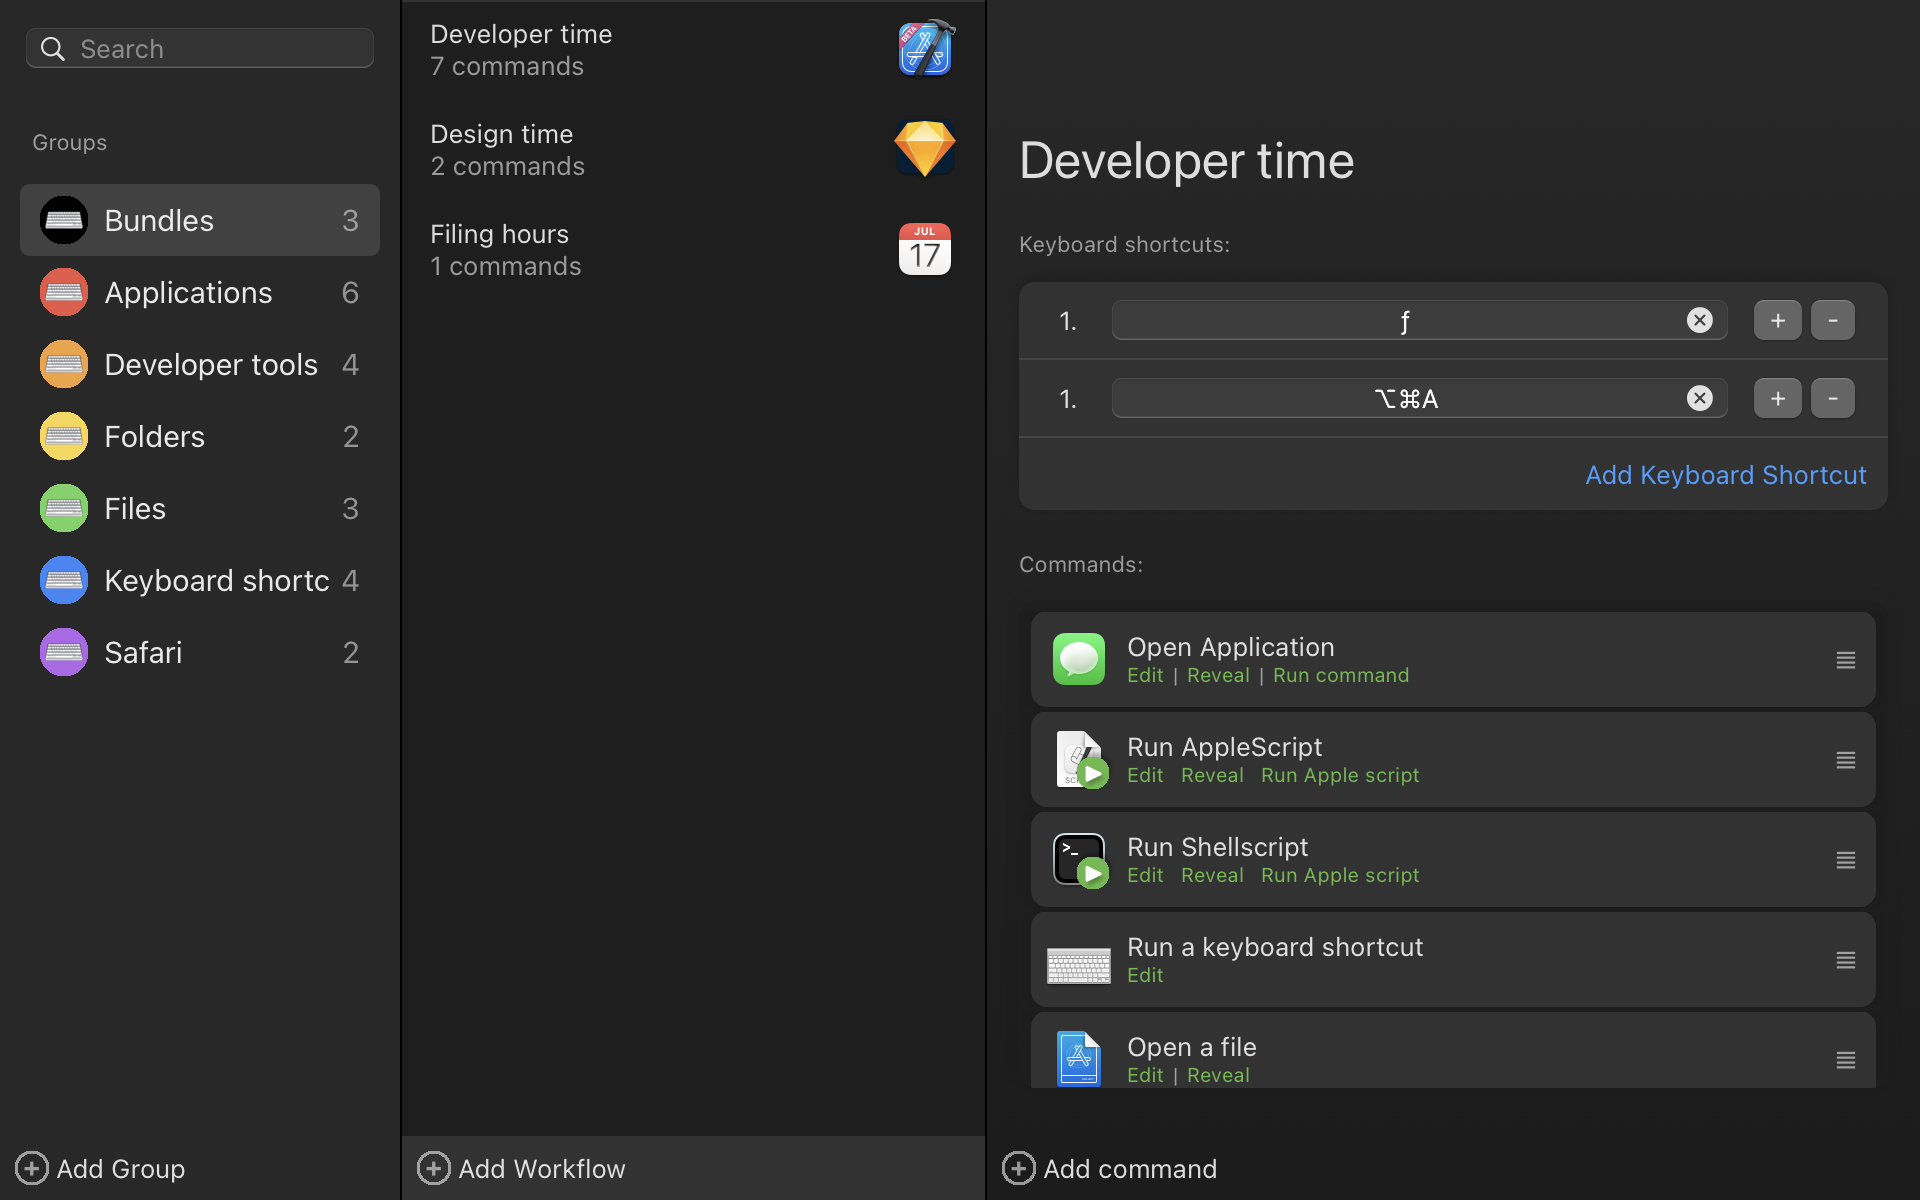 Search
Groups
Bundles 3
Applications 6
Developer tools 4
Folders 2
Files 3
Keyboard shortc 4
Safari 2
Add Group
Developer time
7 commands
BETA
Design time
2 commands
Filing hours
1 commands
JUL
17
Add Workflow
Developer time
Keyboard shortcuts:
1. ƒ + -
1. ⌥⌘A + -
Add Keyboard Shortcut
Commands:
Open Application
Edit | Reveal | Run command
Run AppleScript
Edit Reveal Run Apple script
>_
Run Shellscript
Edit Reveal Run Apple script
Run a keyboard shortcut
Edit
Open a file
Edit | Reveal
Add command